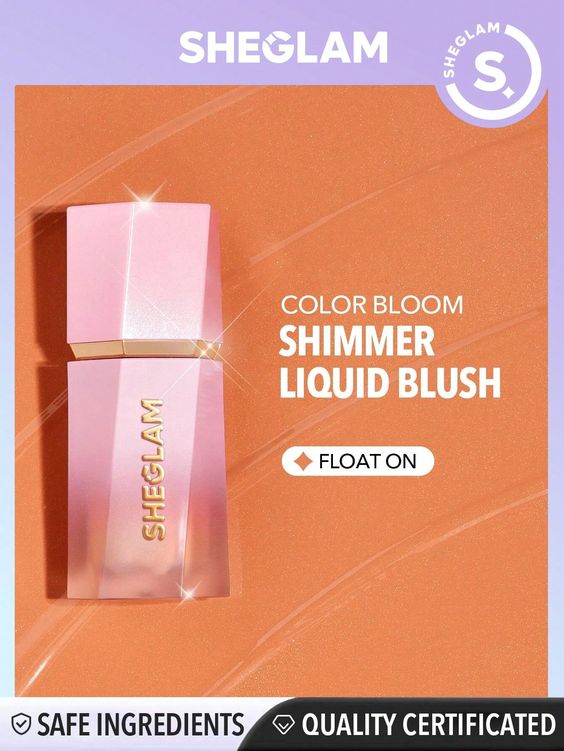 SHEGLAM
SHEGLAM
S
COLOR BLOOM
SHIMMER
LIQUID BLUSH
FLOAT ON
SHEGLAM
SAFE INGREDIENTS
QUALITY CERTIFICATED